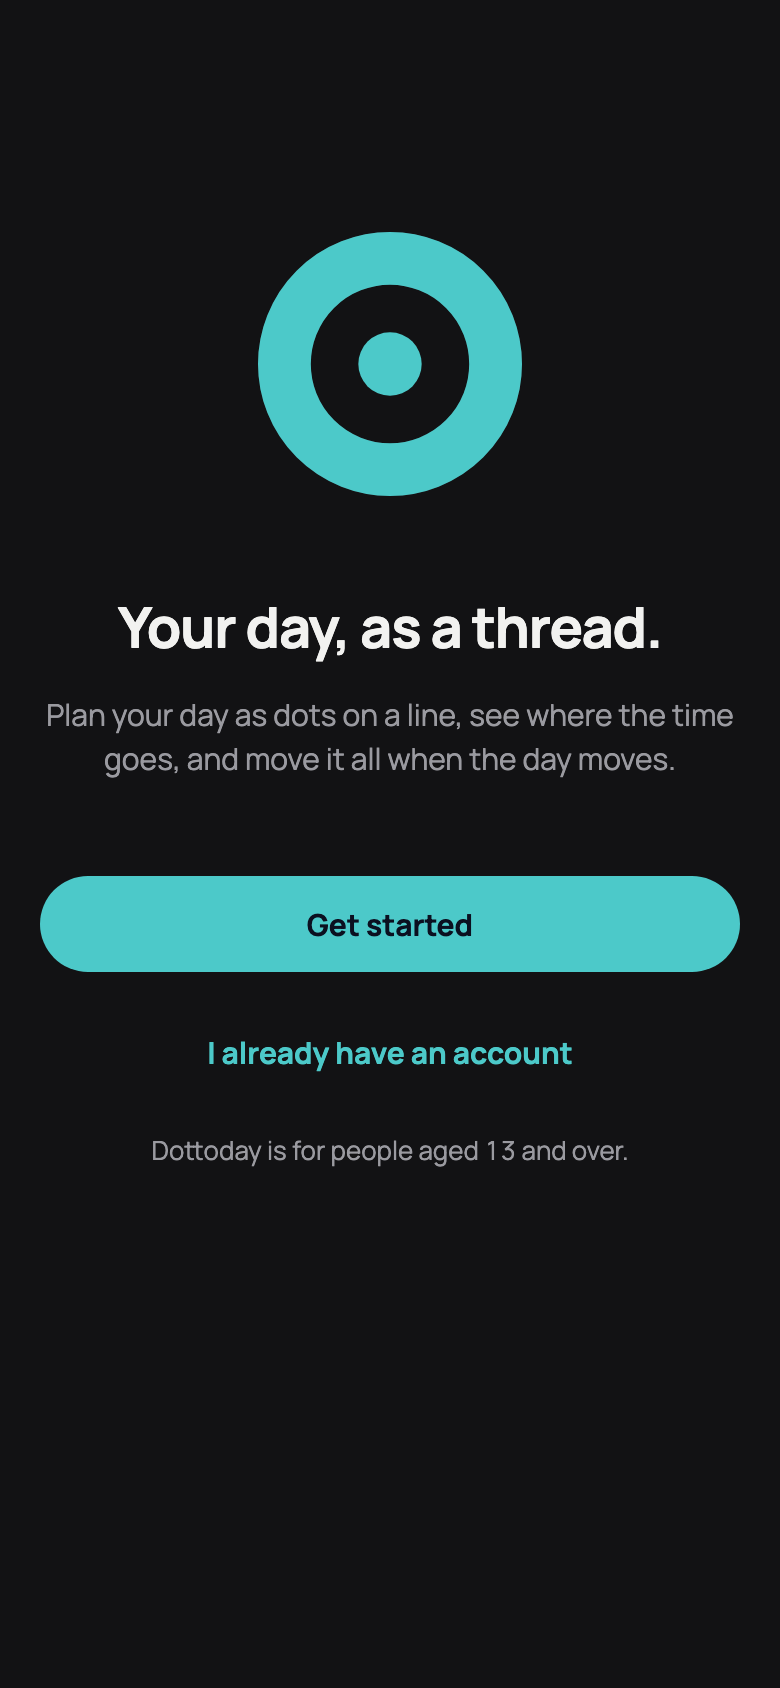 Your day, as a thread.
Plan your day as dots on a line, see where the time
goes, and move it all when the day moves.
Get started
I already have an account
Dottoday is for people aged 13 and over.